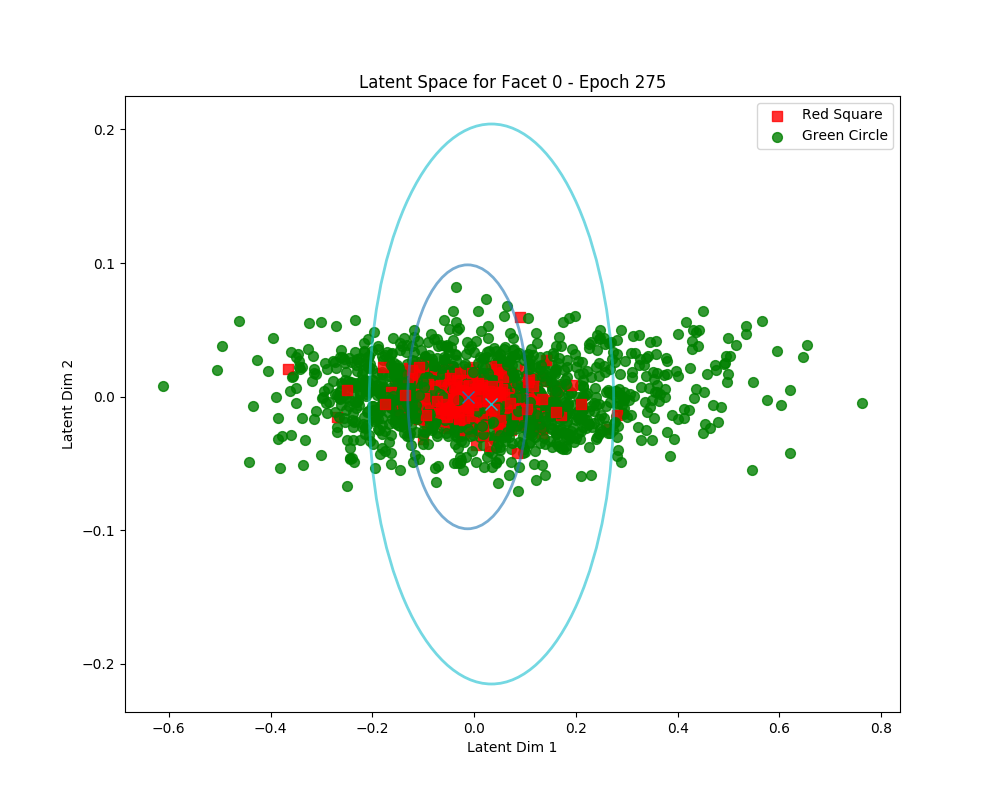 Latent Space for Facet 0 - Epoch 275
Red Square
Green Circle
0.2
0.1
0.0
−0.1
−0.2
Latent Dim 2
−0.6
−0.4
−0.2
0.0
0.2
0.4
0.6
0.8
Latent Dim 1